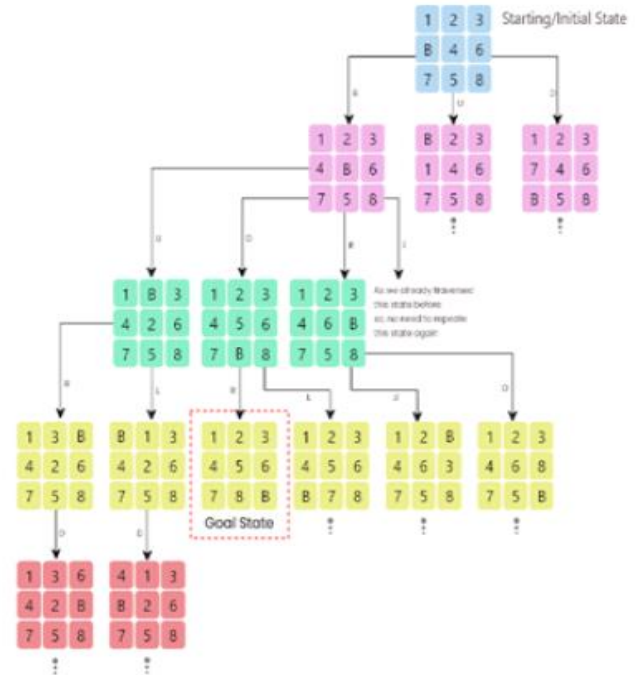 1 2 3
Starting/Initial State
B 4 6
7 5 8
U
1 2 3
4 B 6
7 5 8
B 2 3
1 4 6
7 5 8
1 2 3
7 4 6
B 5 8
R
1 B 3
4 2 6
7 5 8
1 2 3
4 5 6
7 B 8
1 2 3
4 6 B
7 5 8
As we already traversed
this state before
so, no need to repeate
this state again
L
L
1 3 B
4 2 6
7 5 8
B 1 3
4 2 6
7 5 8
1 2 3
4 5 6
7 8 B
Goal State
1 2 3
4 5 6
B 7 8
1 2 B
4 6 3
7 5 8
1 2 3
4 6 8
7 5 B
1 3 6
4 2 B
7 5 8
4 1 3
B 2 6
7 5 8